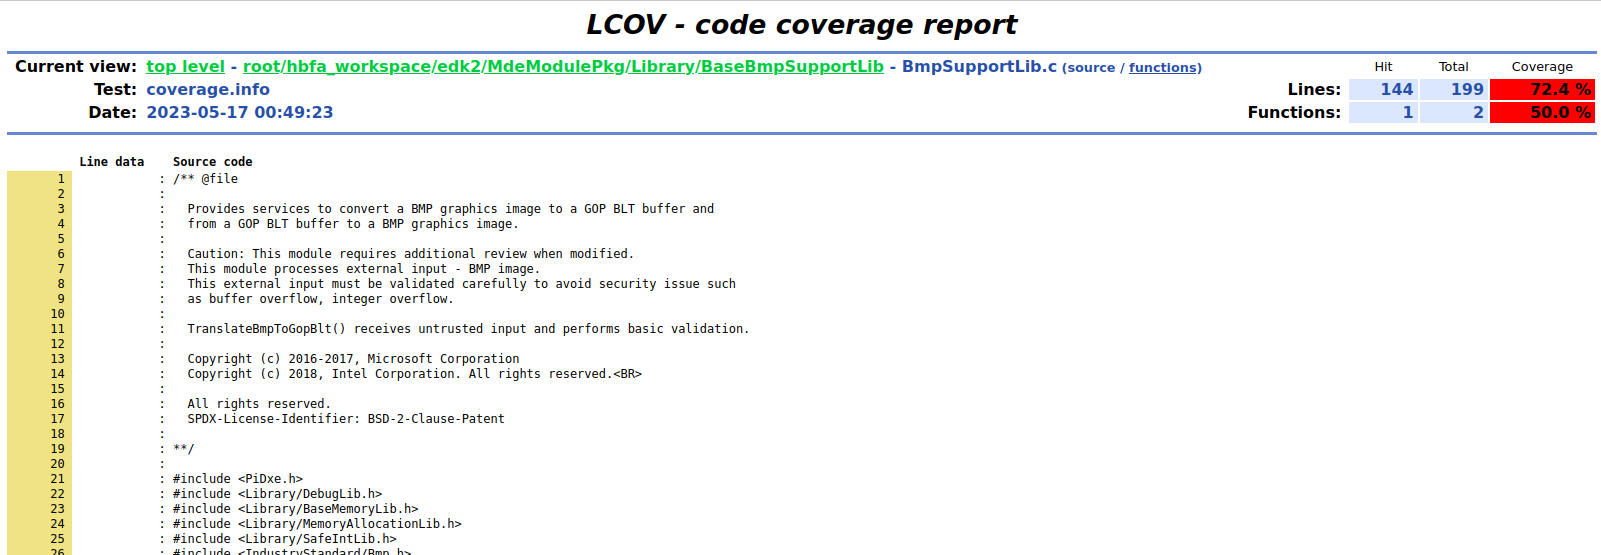 LCOV - code coverage report
Current view: top level - root/hbfa_workspace/edk2/MdeModulePkg/Library/BaseBmpSupportLib - BmpSupportLib.c (source / functions) Hit Total Coverage
Test: coverage.info Lines: 144 199 72.4 %
Date: 2023-05-17 00:49:23 Functions: 1 2 50.0 %
Line data Source code
1 : /** @file
2 :
3 : Provides services to convert a BMP graphics image to a GOP BLT buffer and
4 : from a GOP BLT buffer to a BMP graphics image.
5 :
6 : Caution: This module requires additional review when modified.
7 : This module processes external input - BMP image.
8 : This external input must be validated carefully to avoid security issue such
9 : as buffer overflow, integer overflow.
10 :
11 : TranslateBmpToGopBlt() receives untrusted input and performs basic validation.
12 :
13 : Copyright (c) 2016-2017, Microsoft Corporation
14 : Copyright (c) 2018, Intel Corporation. All rights reserved.<BR>
15 :
16 : All rights reserved.
17 : SPDX-License-Identifier: BSD-2-Clause-Patent
18 :
19 : **/
20 :
21 : #include <PiDxe.h>
22 : #include <Library/DebugLib.h>
23 : #include <Library/BaseMemoryLib.h>
24 : #include <Library/MemoryAllocationLib.h>
25 : #include <Library/SafeIntLib.h>
26 : #include <IndustryStandard/Bmp.h>